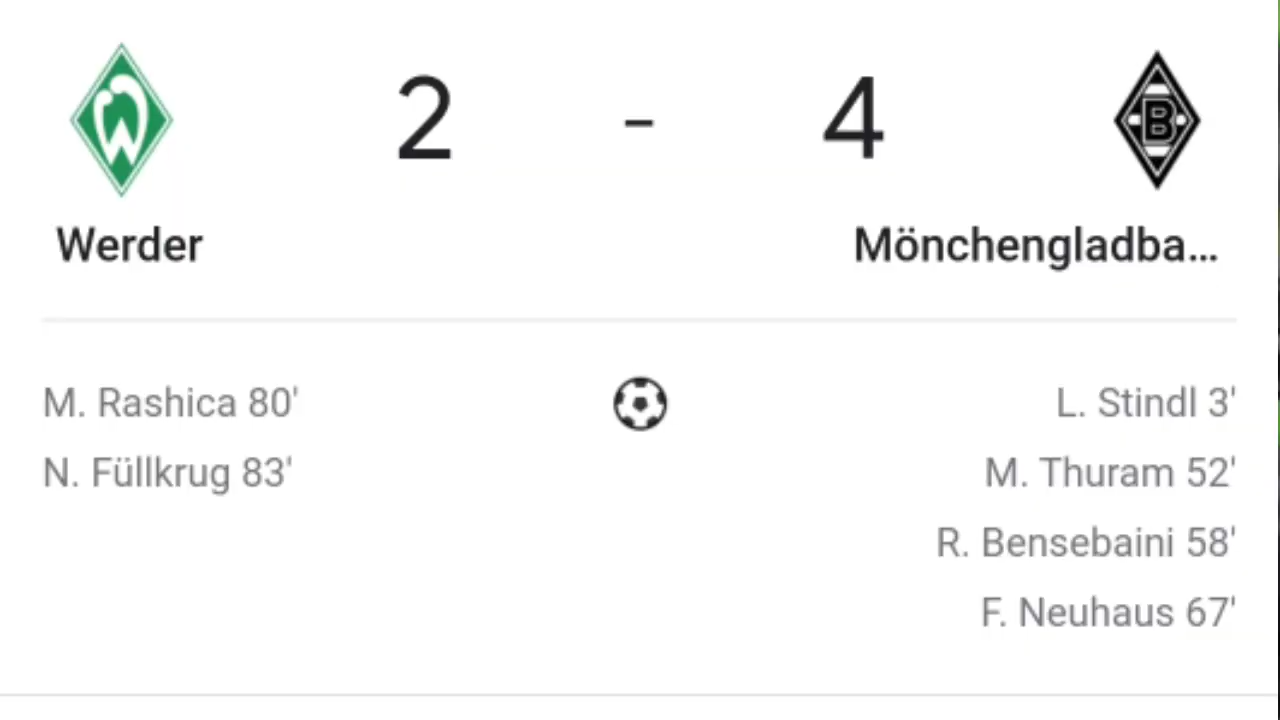 2 - 4
Werder
Mönchengladba...
M. Rashica 80'
L. Stindl 3'
N. Füllkrug 83'
M. Thuram 52'
R. Bensebaini 58'
F. Neuhaus 67'